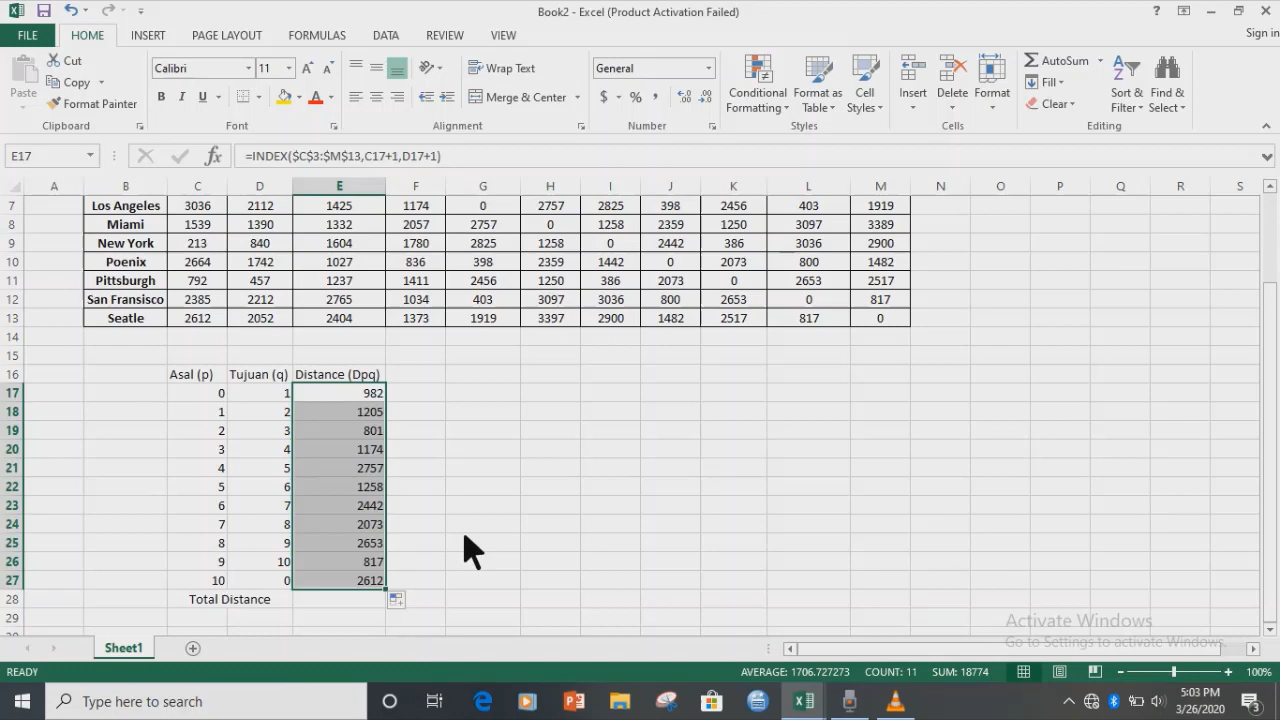 Book2 - Excel (Product Activation Failed)
?
FILE HOME INSERT PAGE LAYOUT FORMULAS DATA REVIEW VIEW Sign in
Paste Cut Copy Format Painter
Calibri 11 A A
B I U A
Wrap Text
Merge & Center
General
$ % ,
Conditional Formatting
Format as Table
Cell Styles
Insert Delete Format
AutoSum Fill Clear
Sort & Filter
Find & Select
Clipboard Font Alignment Number Styles Cells Editing
E17 fx =INDEX($C$3:$M$13,C17+1,D17+1)
A B C D E F G H I J K L M N O P Q R S
7 Los Angeles 3036 2112 1425 1174 0 2757 2825 398 2456 403 1919
8 Miami 1539 1390 1332 2057 2757 0 1258 2359 1250 3097 3389
9 New York 213 840 1604 1780 2825 1258 0 2442 386 3036 2900
10 Poenix 2664 1742 1027 836 398 2359 1442 0 2073 800 1482
11 Pittsburgh 792 457 1237 1411 2456 1250 386 2073 0 2653 2517
12 San Fransisco 2385 2212 2765 1034 403 3097 3036 800 2653 0 817
13 Seatle 2612 2052 2404 1373 1919 3397 2900 1482 2517 817 0
14
15
16 Asal (p) Tujuan (q) Distance (Dpq)
17 0 1 982
18 1 2 1205
19 2 3 801
20 3 4 1174
21 4 5 2757
22 5 6 1258
23 6 7 2442
24 7 8 2073
25 8 9 2653
26 9 10 817
27 10 0 2612
28 Total Distance
29
Activate Windows
Go to Settings to activate Windows.
Sheet1
READY AVERAGE: 1706.727273 COUNT: 11 SUM: 18774 100%
Type here to search
5:03 PM
3/26/2020
3